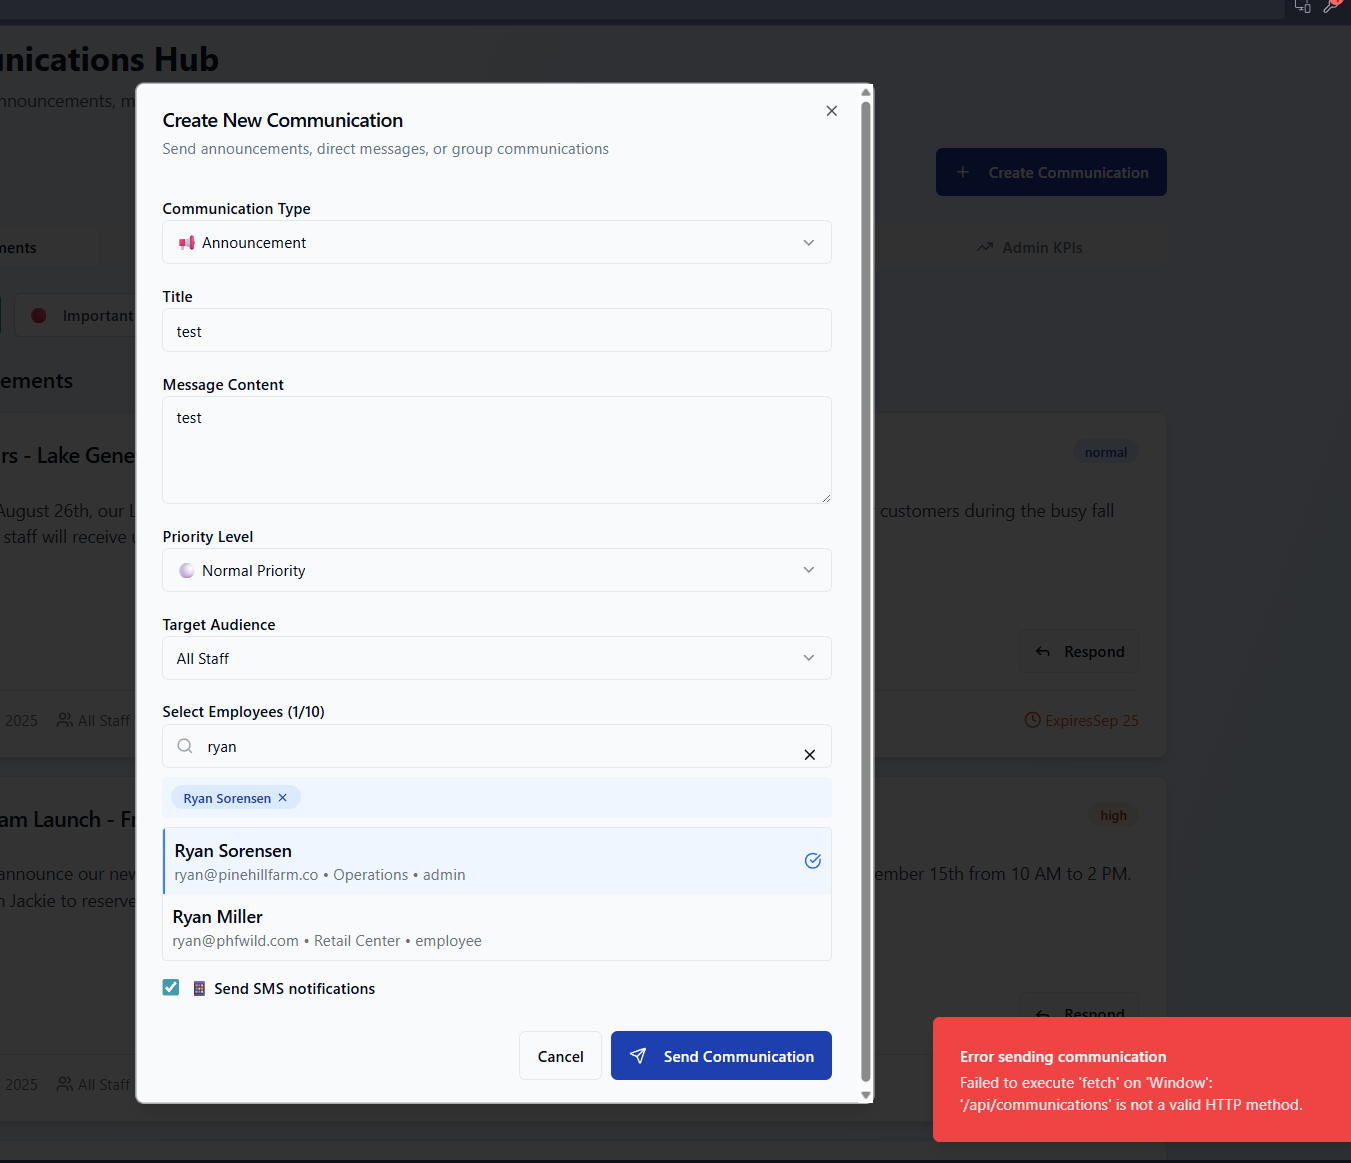 nications Hub
nnouncements, m
Create Communication
ments
Admin KPIs
Important
ements
rs - Lake Gene
normal
August 26th, our L
customers during the busy fall
staff will receive u
Respond
2025
All Staff
ExpiresSep 25
am Launch - Fr
high
announce our new
ember 15th from 10 AM to 2 PM.
n Jackie to reserve
Respond
2025
All Staff
Create New Communication
Send announcements, direct messages, or group communications
Communication Type
Announcement
Title
test
Message Content
test
Priority Level
Normal Priority
Target Audience
All Staff
Select Employees (1/10)
ryan
Ryan Sorensen
Ryan Sorensen
ryan@pinehillfarm.co • Operations • admin
Ryan Miller
ryan@phfwild.com • Retail Center • employee
Send SMS notifications
Cancel
Send Communication
Error sending communication
Failed to execute 'fetch' on 'Window':
'/api/communications' is not a valid HTTP method.